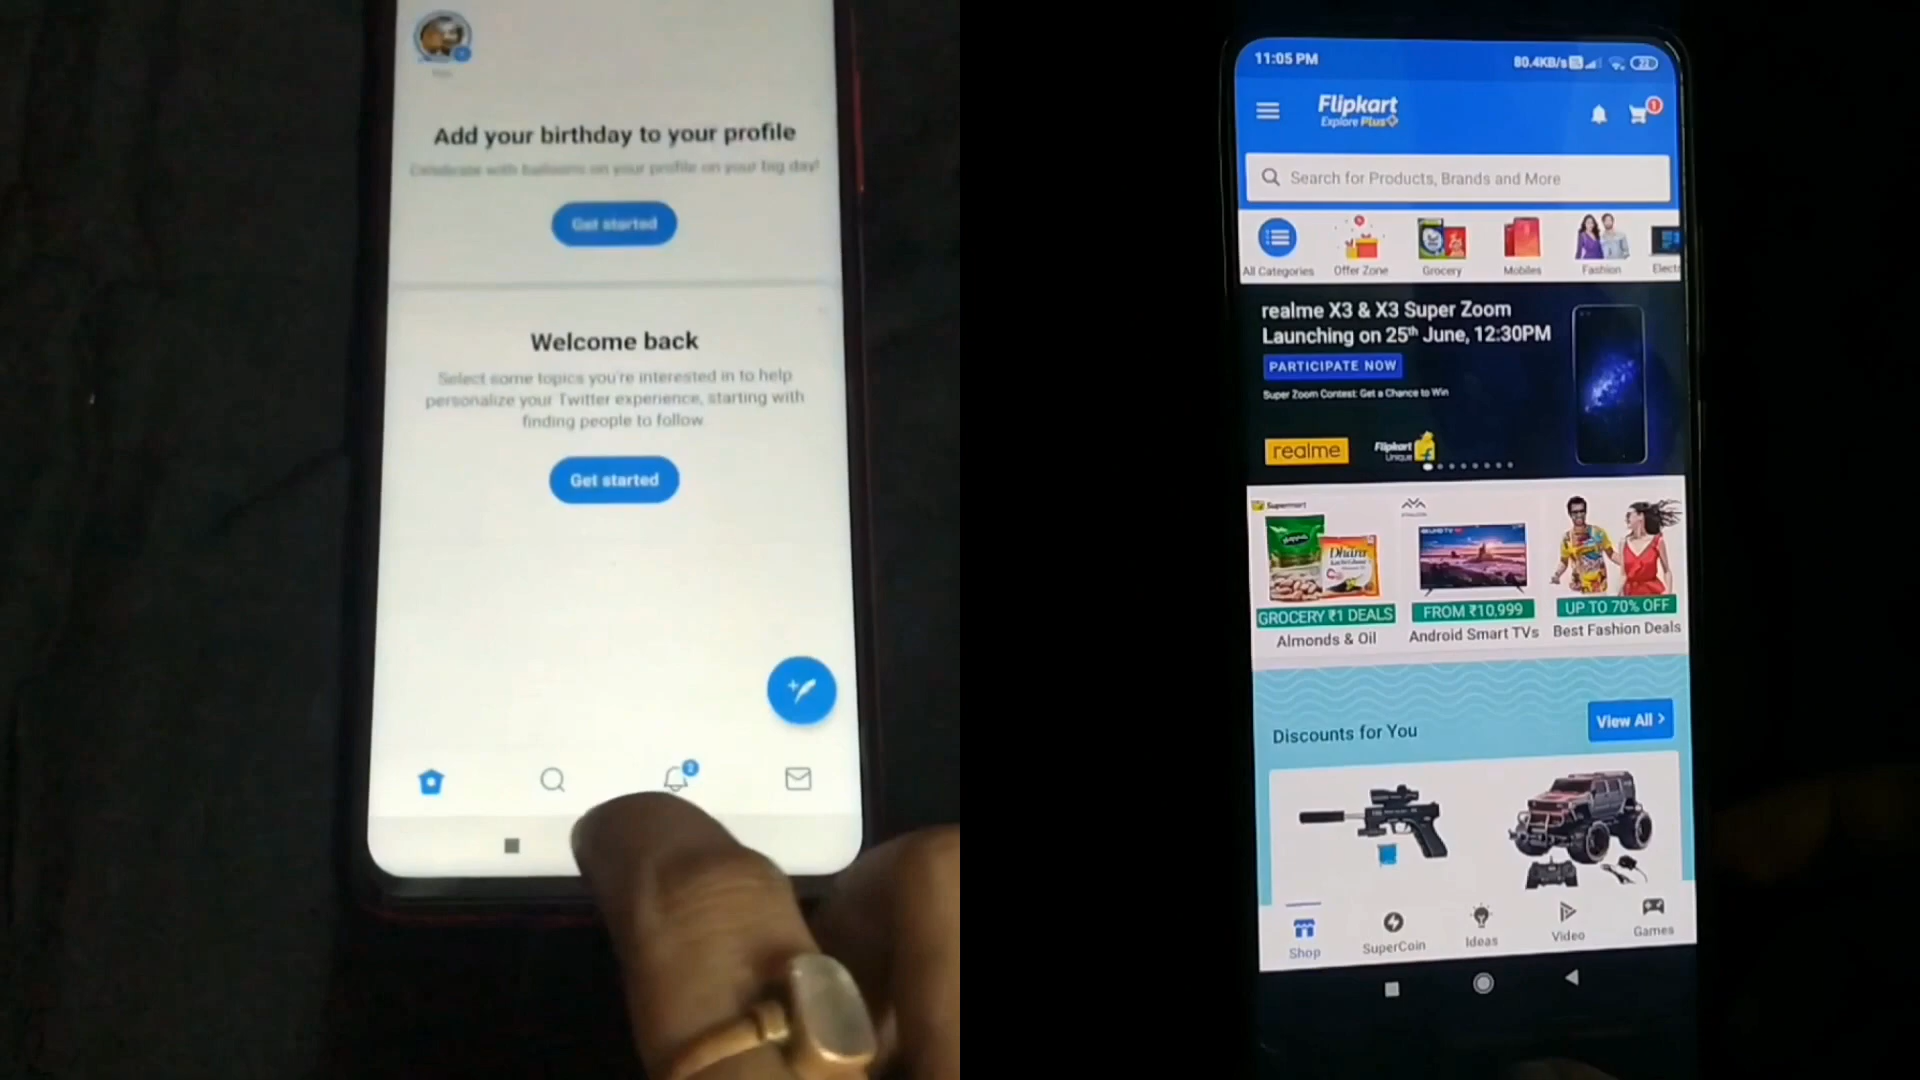 Add your birthday to your profile
Celebrate with balloons on your profile on your big day!
Get started
Welcome back
Select some topics you're interested in to help
personalize your Twitter experience, starting with
finding people to follow
Get started
11:05 PM
80.4KB/s
22
Flipkart
Explore Plus
1
Search for Products, Brands and More
All Categories
Offer Zone
Grocery
Mobiles
Fashion
Elect
realme X3 & X3 Super Zoom
Launching on 25th June, 12:30PM
PARTICIPATE NOW
Super Zoom Contest: Get a Chance to Win
realme
Flipkart
Unique
Supermart
Dhara
GROCERY ₹1 DEALS
Almonds & Oil
FROM ₹10,999
Android Smart TVs
UP TO 70% OFF
Best Fashion Deals
Discounts for You
View All >
Shop
SuperCoin
Ideas
Video
Games